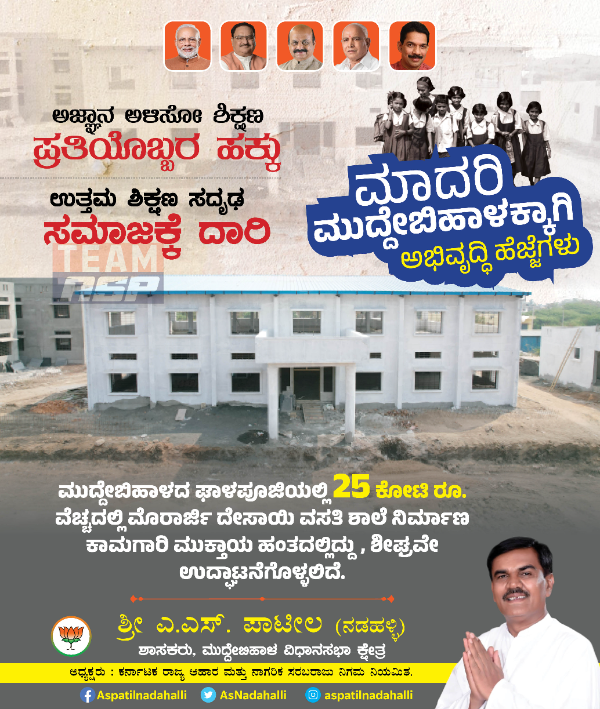 ಅಜ್ಞಾನ ಅಳಿಸೋ ಶಿಕ್ಷಣ
ಪ್ರತಿಯೊಬ್ಬರ ಹಕ್ಕು
ಉತ್ತಮ ಶಿಕ್ಷಣ ಸದೃಢ
ಸಮಾಜಕ್ಕೆ ದಾರಿ
ಮಾದರಿ
ಮುದ್ದೇಬಿಹಾಳಕ್ಕಾಗಿ
ಅಭಿವೃದ್ಧಿ ಹೆಜ್ಜೆಗಳು
TEAM
ASP
ಮುದ್ದೇಬಿಹಾಳದ ಘಾಳಪೂಜಿಯಲ್ಲಿ 25 ಕೋಟಿ ರೂ.
ವೆಚ್ಚದಲ್ಲಿ ಮೊರಾರ್ಜಿ ದೇಸಾಯಿ ವಸತಿ ಶಾಲೆ ನಿರ್ಮಾಣ
ಕಾಮಗಾರಿ ಮುಕ್ತಾಯ ಹಂತದಲ್ಲಿದ್ದು , ಶೀಘ್ರವೇ
ಉದ್ಘಾಟನೆಗೊಳ್ಳಲಿದೆ.
ಶ್ರೀ ಎ.ಎಸ್. ಪಾಟೀಲ (ನಡಹಳ್ಳಿ)
ಶಾಸಕರು, ಮುದ್ದೇಬಿಹಾಳ ವಿಧಾನಸಭಾ ಕ್ಷೇತ್ರ
ಅಧ್ಯಕ್ಷರು : ಕರ್ನಾಟಕ ರಾಜ್ಯ ಆಹಾರ ಮತ್ತು ನಾಗರಿಕ ಸರಬರಾಜು ನಿಗಮ ನಿಯಮಿತ.
Aspatilnadahalli AsNadahalli aspatilnadahalli